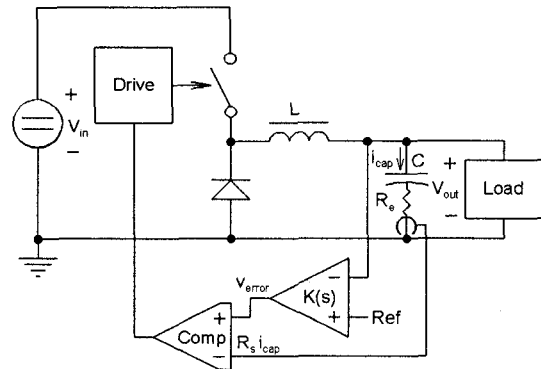 Drive
+
V_in
−
L
i_cap
C
+
V_out
−
R_e
Load
v_error
−
K(s)
+
Ref
+
Comp
R_s i_cap
−